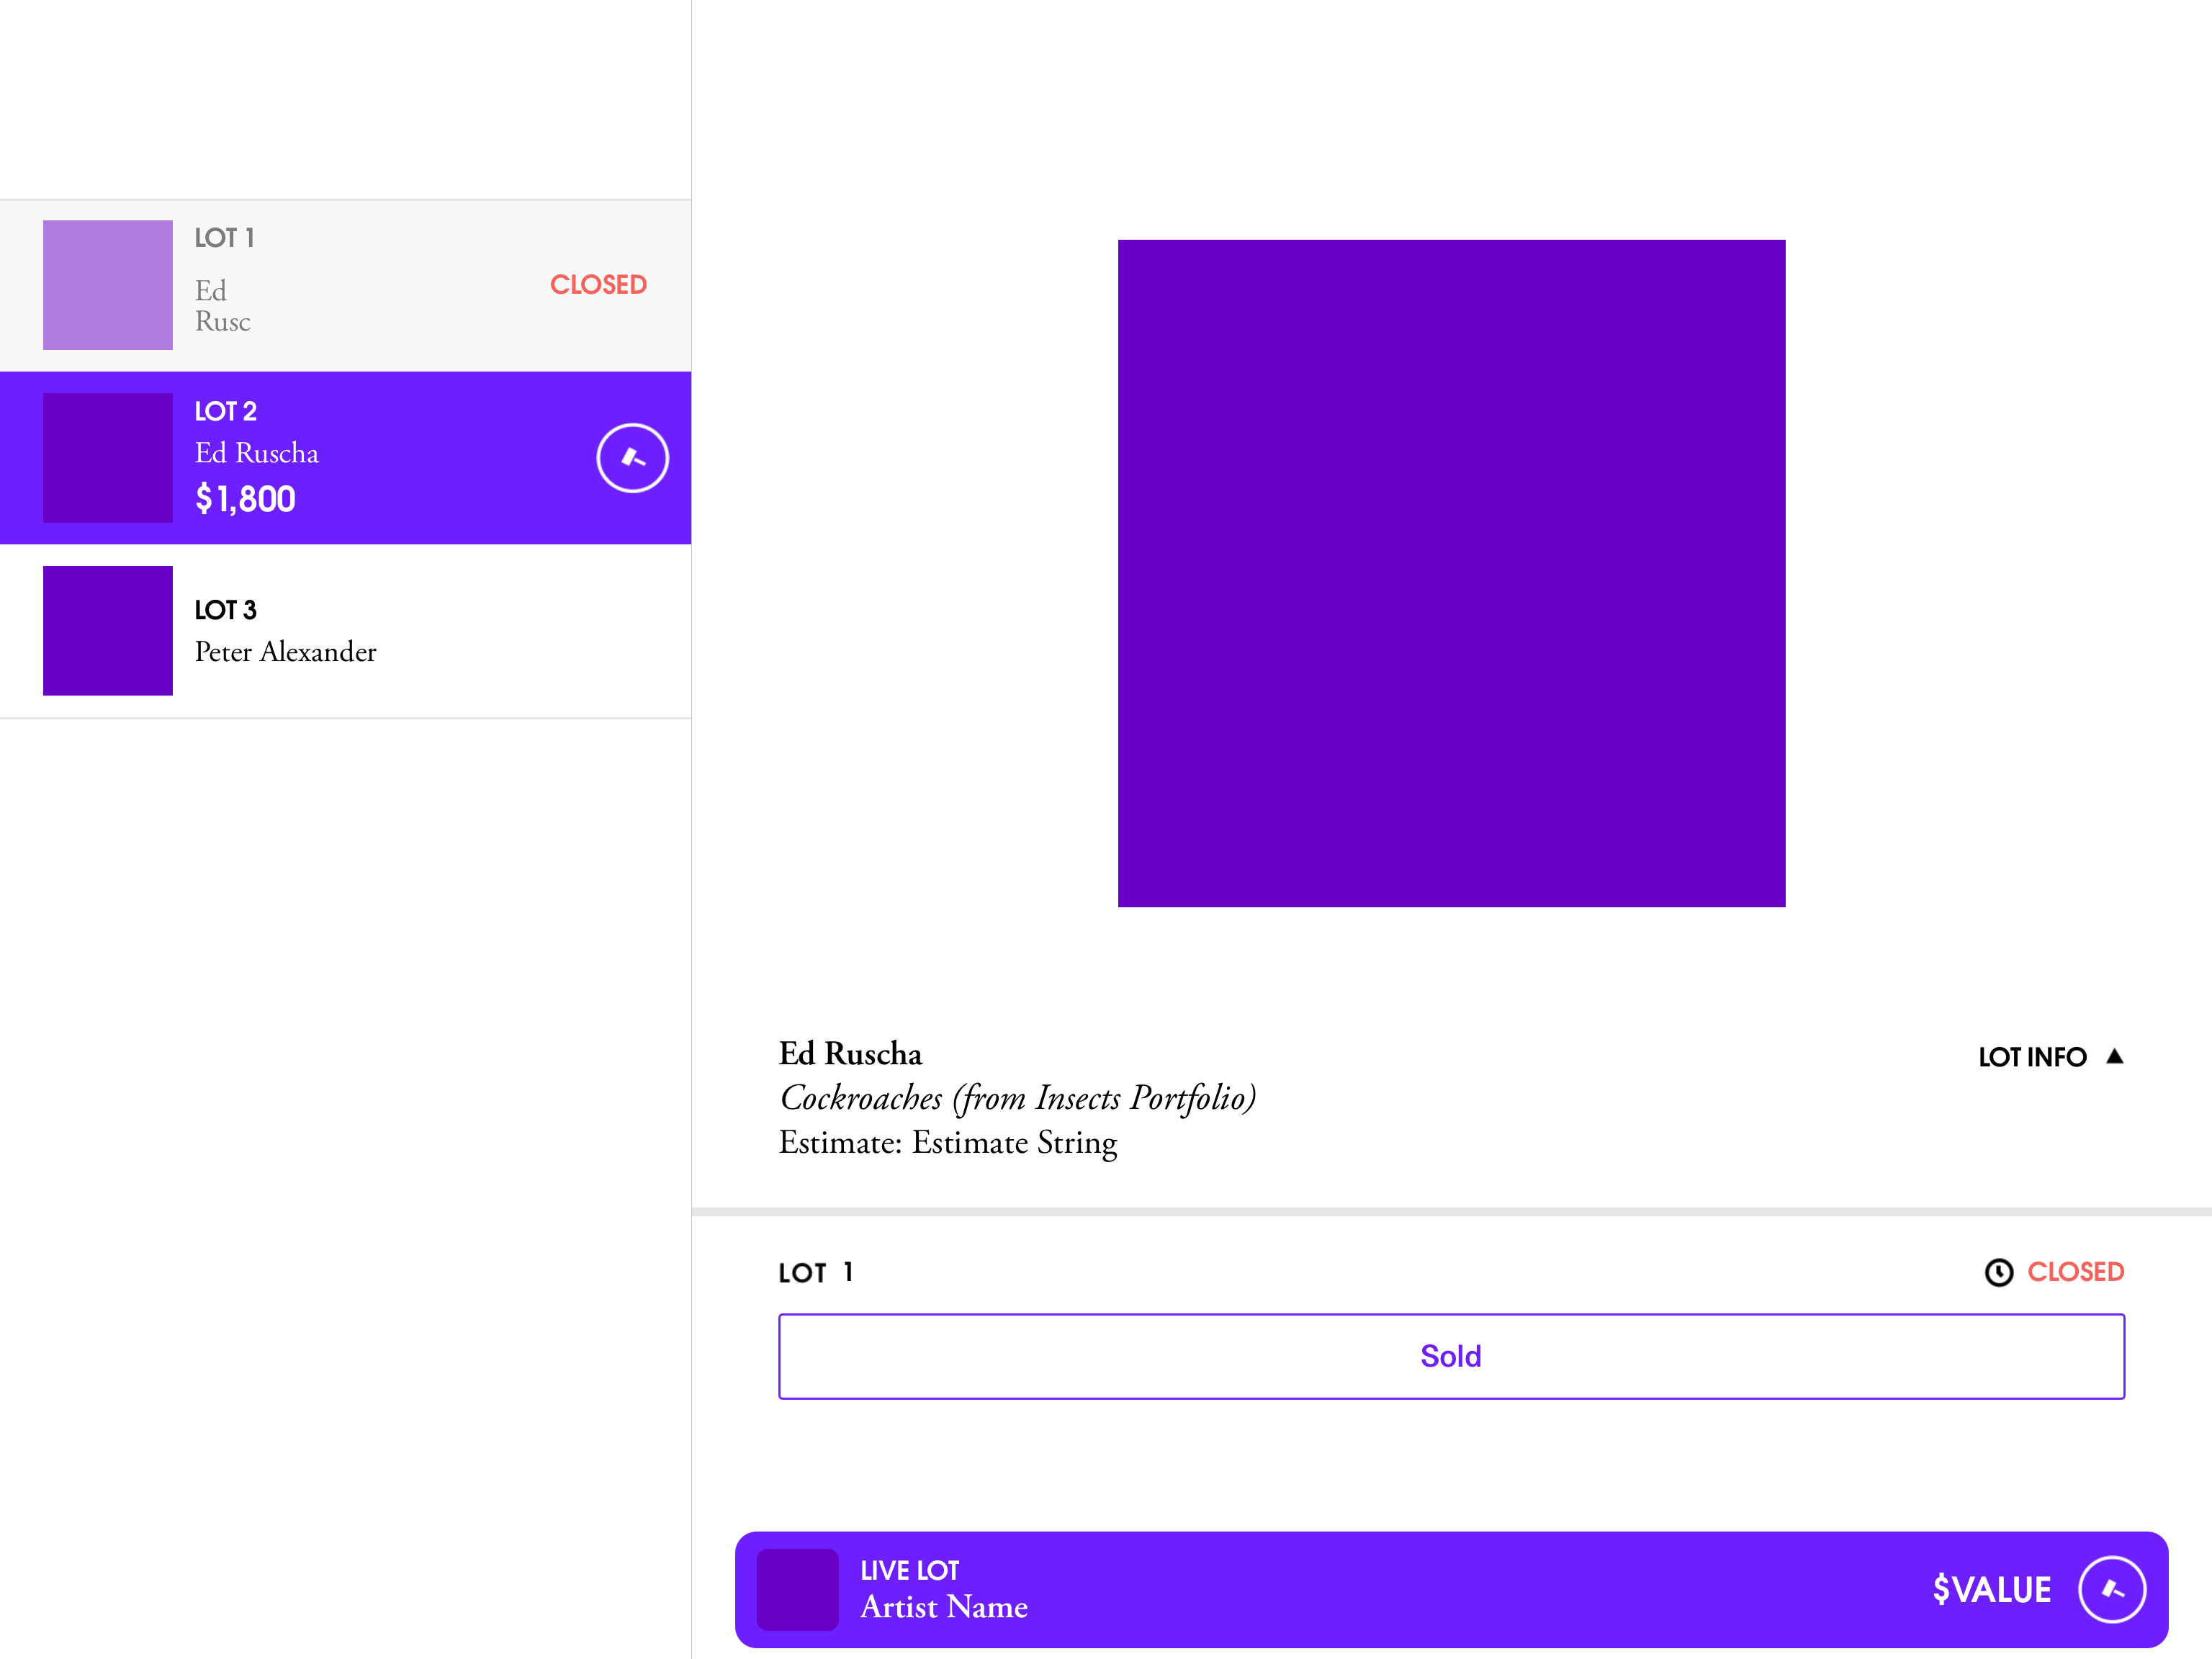 LOT 1
Ed
Rusc
CLOSED
LOT 2
Ed Ruscha
$1,800
LOT 3
Peter Alexander
Ed Ruscha
LOT INFO
Cockroaches (from Insects Portfolio)
Estimate: Estimate String
LOT 1
CLOSED
Sold
LIVE LOT
Artist Name
$VALUE